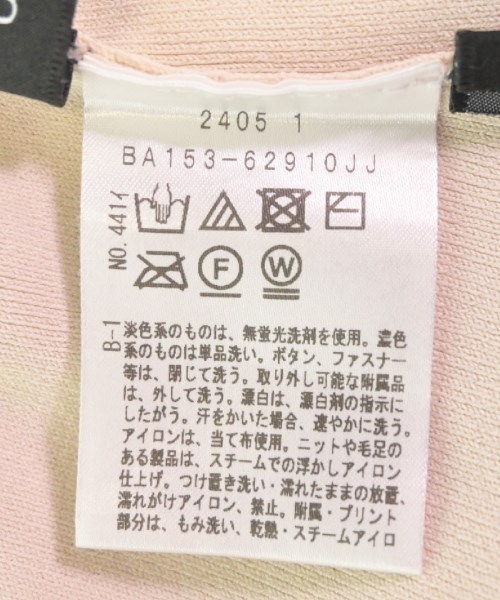 2405 1
BA153-62910JJ
NO.441イ
F
W
B-1
淡色系のものは、無蛍光洗剤を使用。濃色
系のものは単品洗い。ボタン、ファスナー
等は、閉じて洗う。取り外し可能な附属品
は、外して洗う。漂白は、漂白剤の指示に
したがう。汗をかいた場合、速やかに洗う。
アイロンは、当て布使用。ニットや毛足の
ある製品は、スチームでの浮かしアイロン
仕上げ。つけ置き洗い・濡れたままの放置、
濡れがけアイロン、禁止。附属・プリント
部分は、もみ洗い、乾熱・スチームアイロ